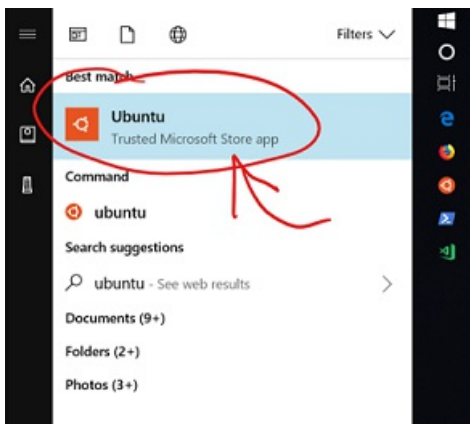 Filters
Best match
Ubuntu
Trusted Microsoft Store app
Command
ubuntu
Search suggestions
ubuntu - See web results
Documents (9+)
Folders (2+)
Photos (3+)